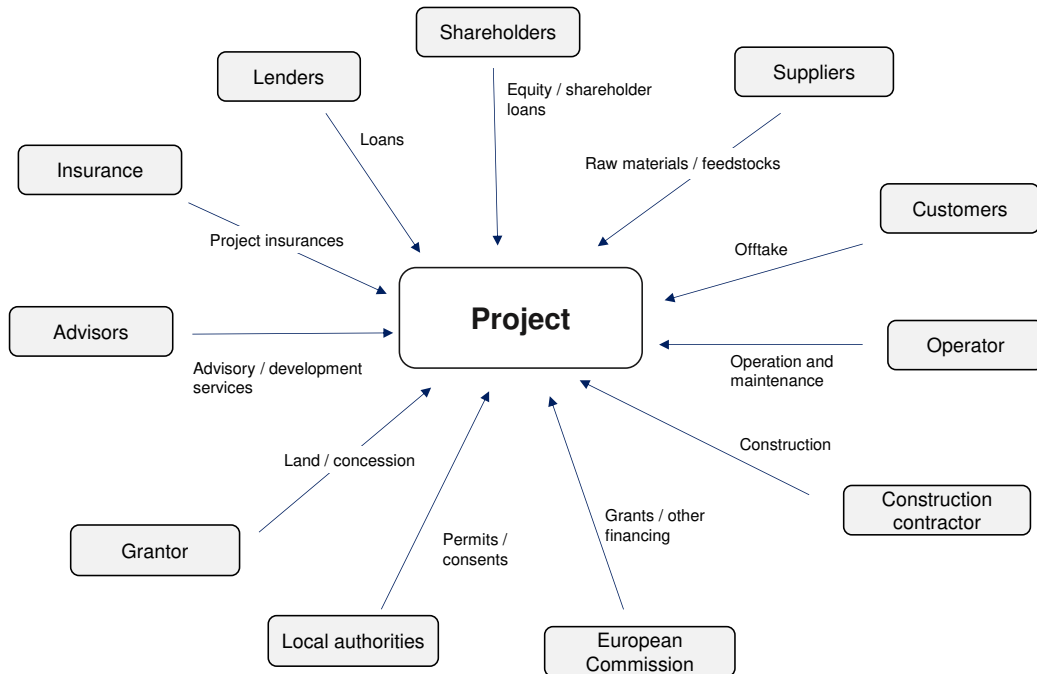 Shareholders
Lenders
Suppliers
Equity / shareholder
loans
Loans
Insurance
Raw materials / feedstocks
Customers
Project insurances
Offtake
Project
Advisors
Operator
Advisory / development
services
Operation and
maintenance
Land / concession
Construction
Construction
contractor
Grantor
Permits /
consents
Grants / other
financing
Local authorities
European
Commission